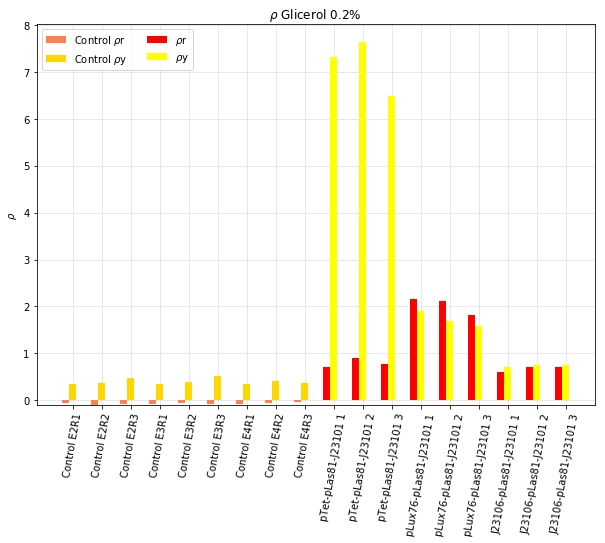 ρ Glicerol 0.2%
Control ρr
Control ρy
ρr
ρy
8
7
6
5
4
3
2
1
0
ρ
Control E2R1
Control E2R2
Control E2R3
Control E3R1
Control E3R2
Control E3R3
Control E4R1
Control E4R2
Control E4R3
pTet-pLas81-J23101 1
pTet-pLas81-J23101 2
pTet-pLas81-J23101 3
pLux76-pLas81-J23101 1
pLux76-pLas81-J23101 2
pLux76-pLas81-J23101 3
J23106-pLas81-J23101 1
J23106-pLas81-J23101 2
J23106-pLas81-J23101 3